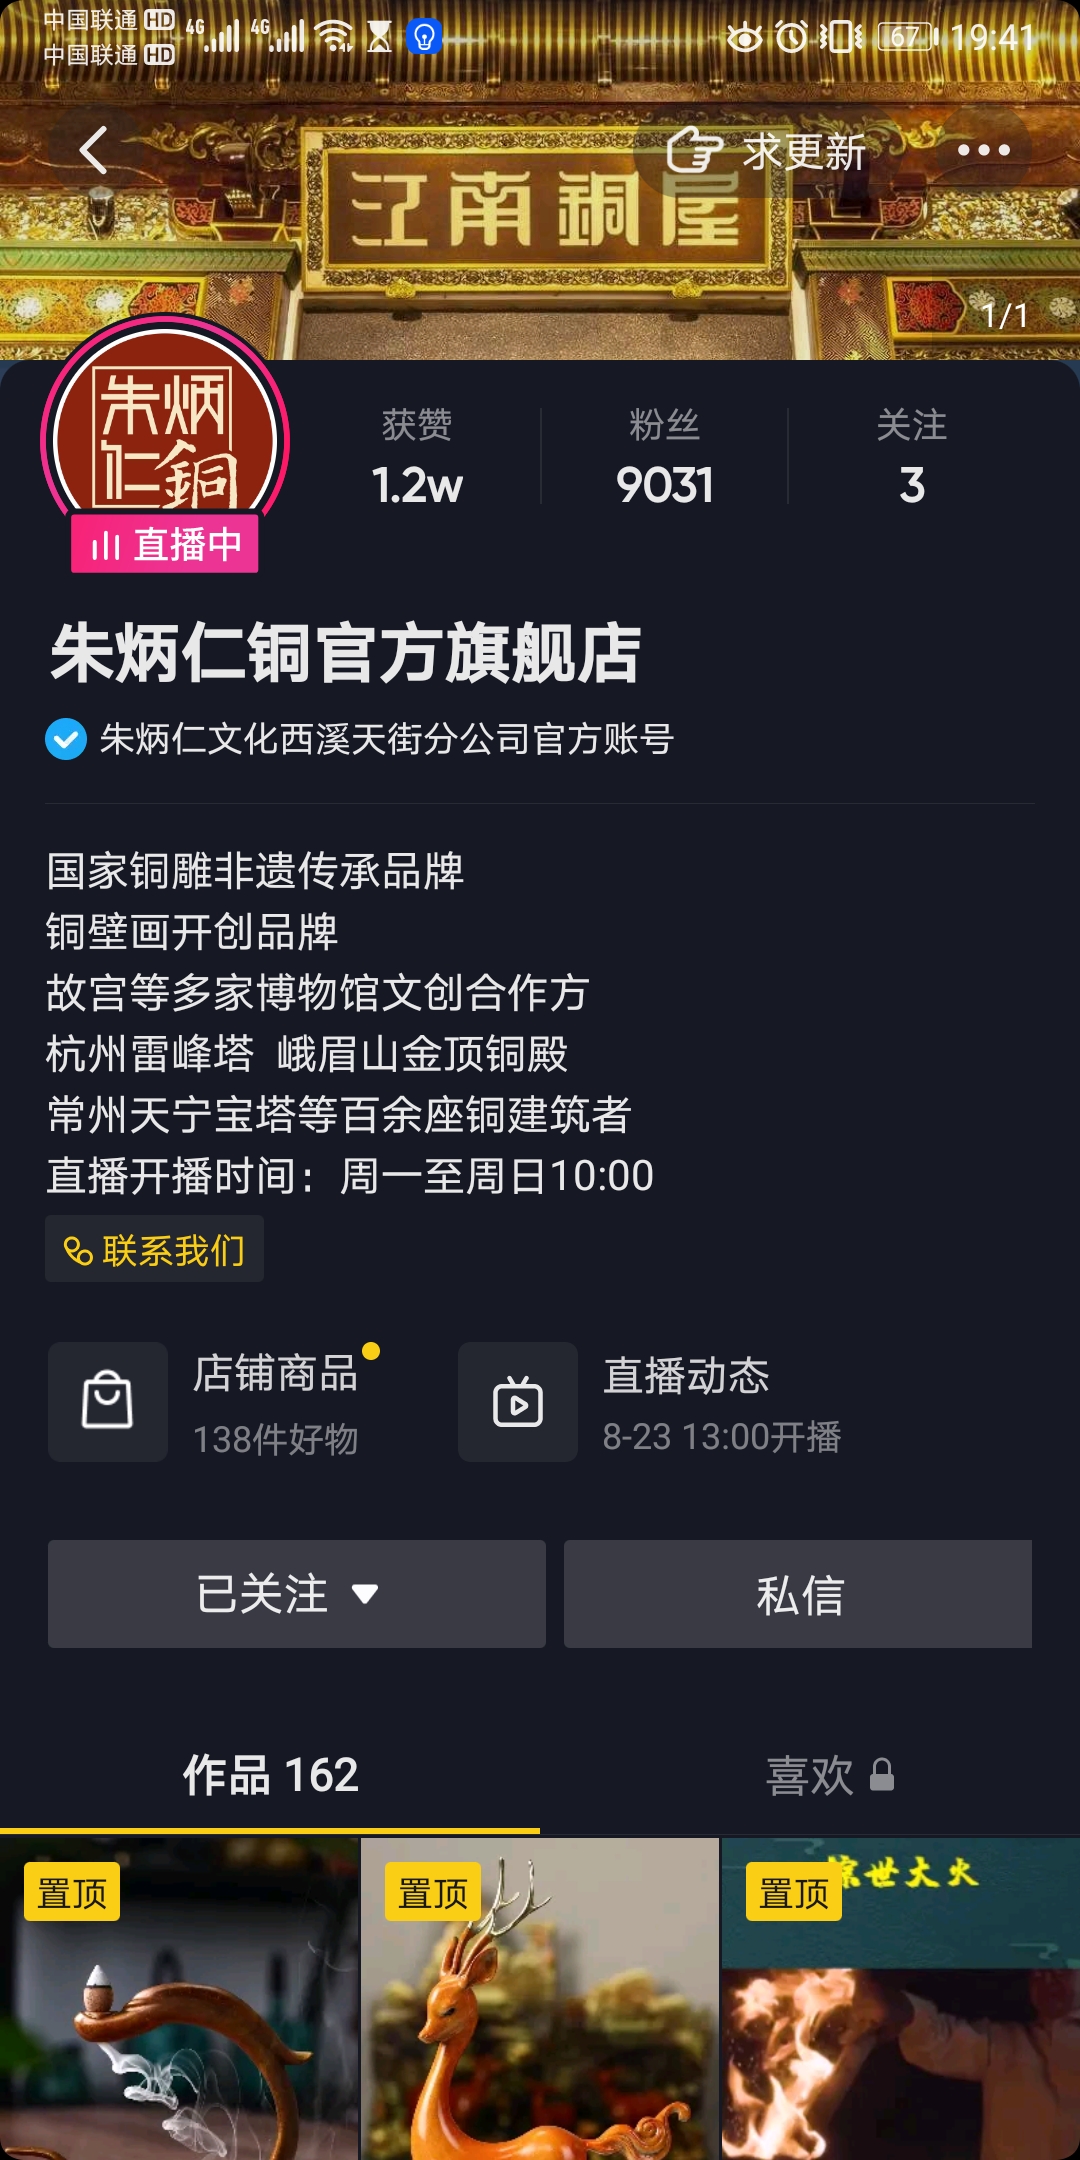 中国联通 HD 4G 4G 67 19:41
中国联通 HD
求更新
江南銅屋
1/1
朱炳
仁銅
直播中
获赞 粉丝 关注
1.2w 9031 3
朱炳仁铜官方旗舰店
朱炳仁文化西溪天街分公司官方账号
国家铜雕非遗传承品牌
铜壁画开创品牌
故宫等多家博物馆文创合作方
杭州雷峰塔 峨眉山金顶铜殿
常州天宁宝塔等百余座铜建筑者
直播开播时间：周一至周日10:00
联系我们
店铺商品 直播动态
138件好物 8-23 13:00开播
已关注 私信
作品 162 喜欢
置顶 置顶 置顶
惊世大火